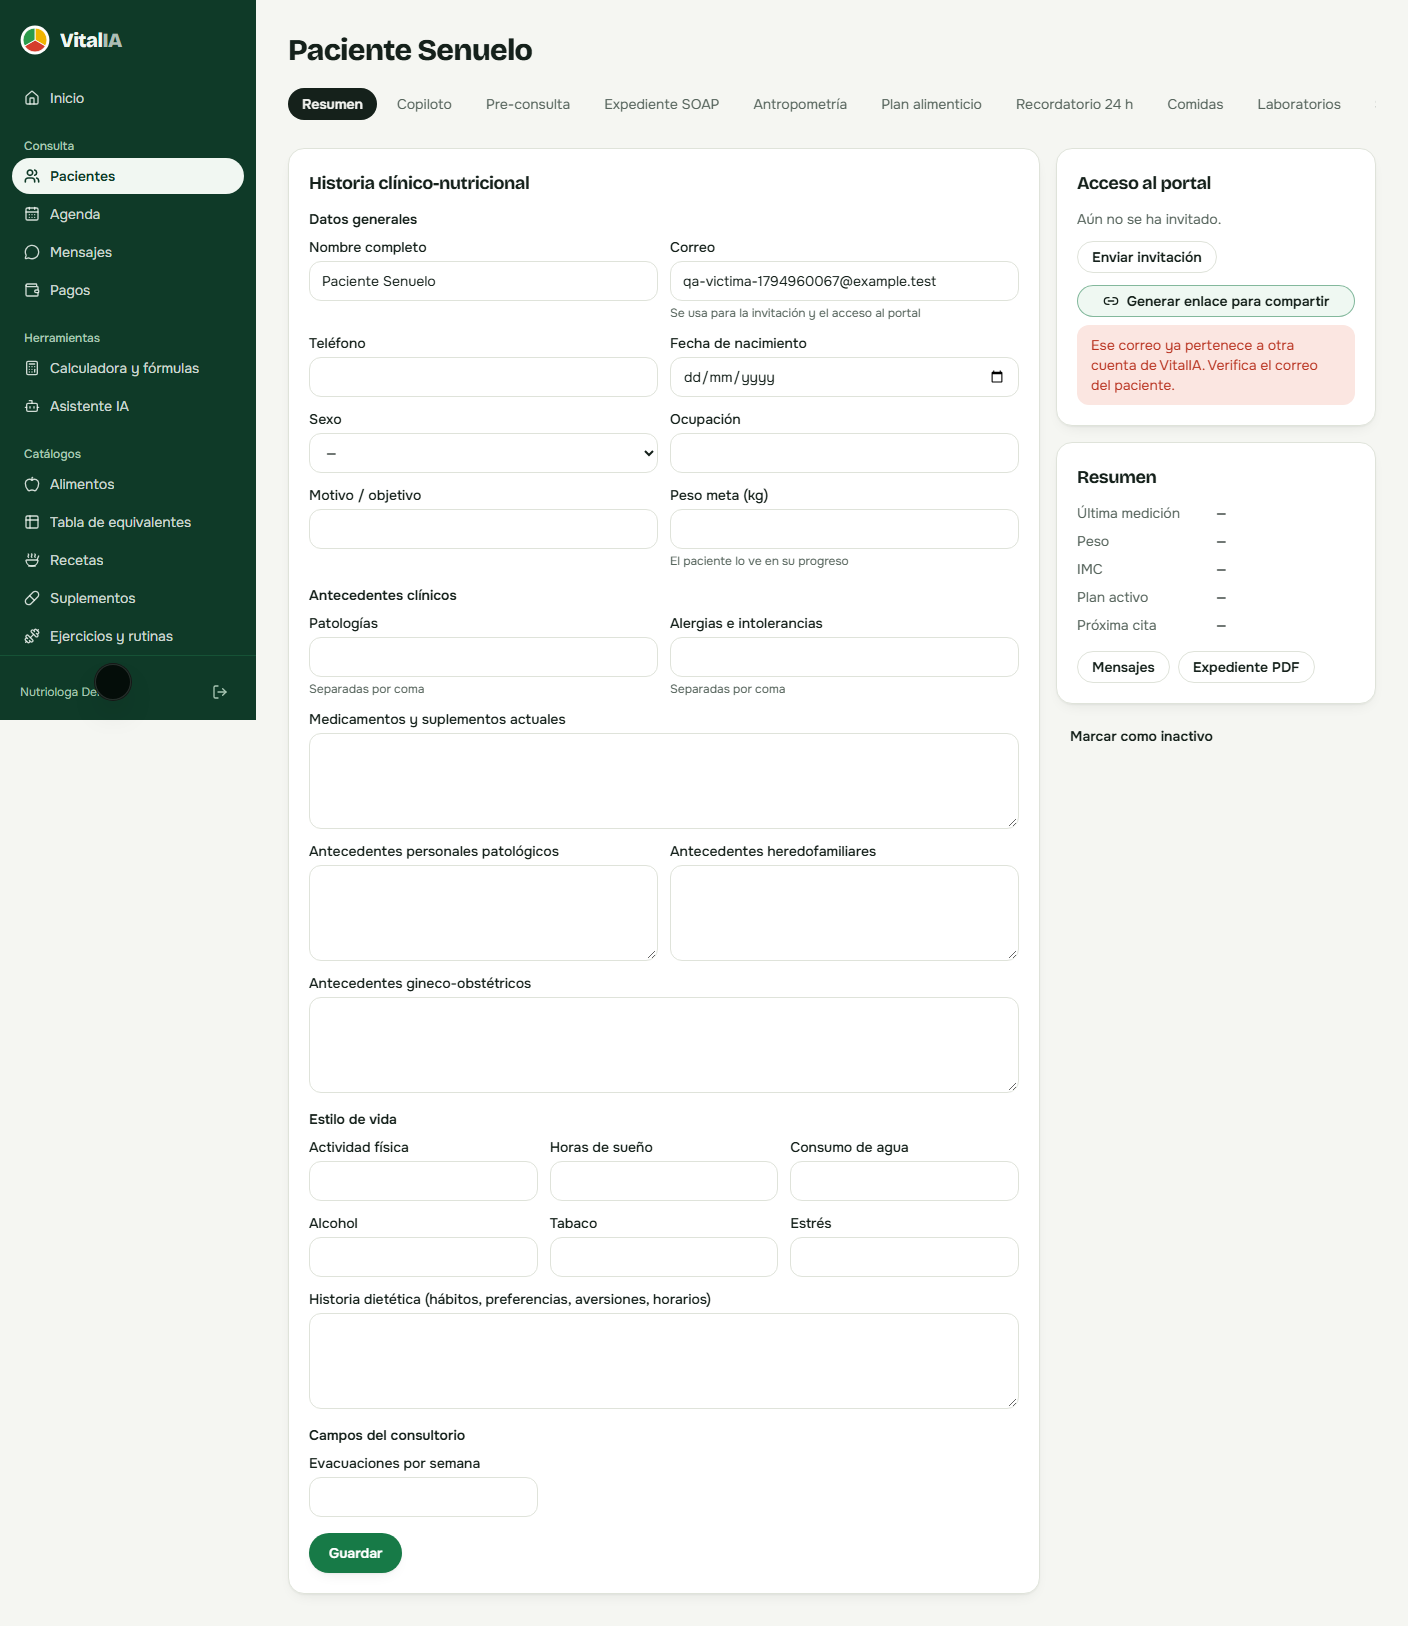 VitalIA
Inicio
Consulta
Pacientes
Agenda
Mensajes
Pagos
Herramientas
Calculadora y fórmulas
Asistente IA
Catálogos
Alimentos
Tabla de equivalentes
Recetas
Suplementos
Ejercicios y rutinas
Nutriologa
Paciente Senuelo
Resumen Copiloto Pre-consulta Expediente SOAP Antropometría Plan alimenticio Recordatorio 24 h Comidas Laboratorios
Historia clínico-nutricional
Datos generales
Nombre completo Correo
Paciente Senuelo qa-victima-1794960067@example.test
Se usa para la invitación y el acceso al portal
Teléfono Fecha de nacimiento
dd/mm/yyyy
Sexo Ocupación
—
Motivo / objetivo Peso meta (kg)
El paciente lo ve en su progreso
Antecedentes clínicos
Patologías Alergias e intolerancias
Separadas por coma Separadas por coma
Medicamentos y suplementos actuales
Antecedentes personales patológicos Antecedentes heredofamiliares
Antecedentes gineco-obstétricos
Estilo de vida
Actividad física Horas de sueño Consumo de agua
Alcohol Tabaco Estrés
Historia dietética (hábitos, preferencias, aversiones, horarios)
Campos del consultorio
Evacuaciones por semana
Guardar
Acceso al portal
Aún no se ha invitado.
Enviar invitación
Generar enlace para compartir
Ese correo ya pertenece a otra
cuenta de VitalIA. Verifica el correo
del paciente.
Resumen
Última medición —
Peso —
IMC —
Plan activo —
Próxima cita —
Mensajes Expediente PDF
Marcar como inactivo